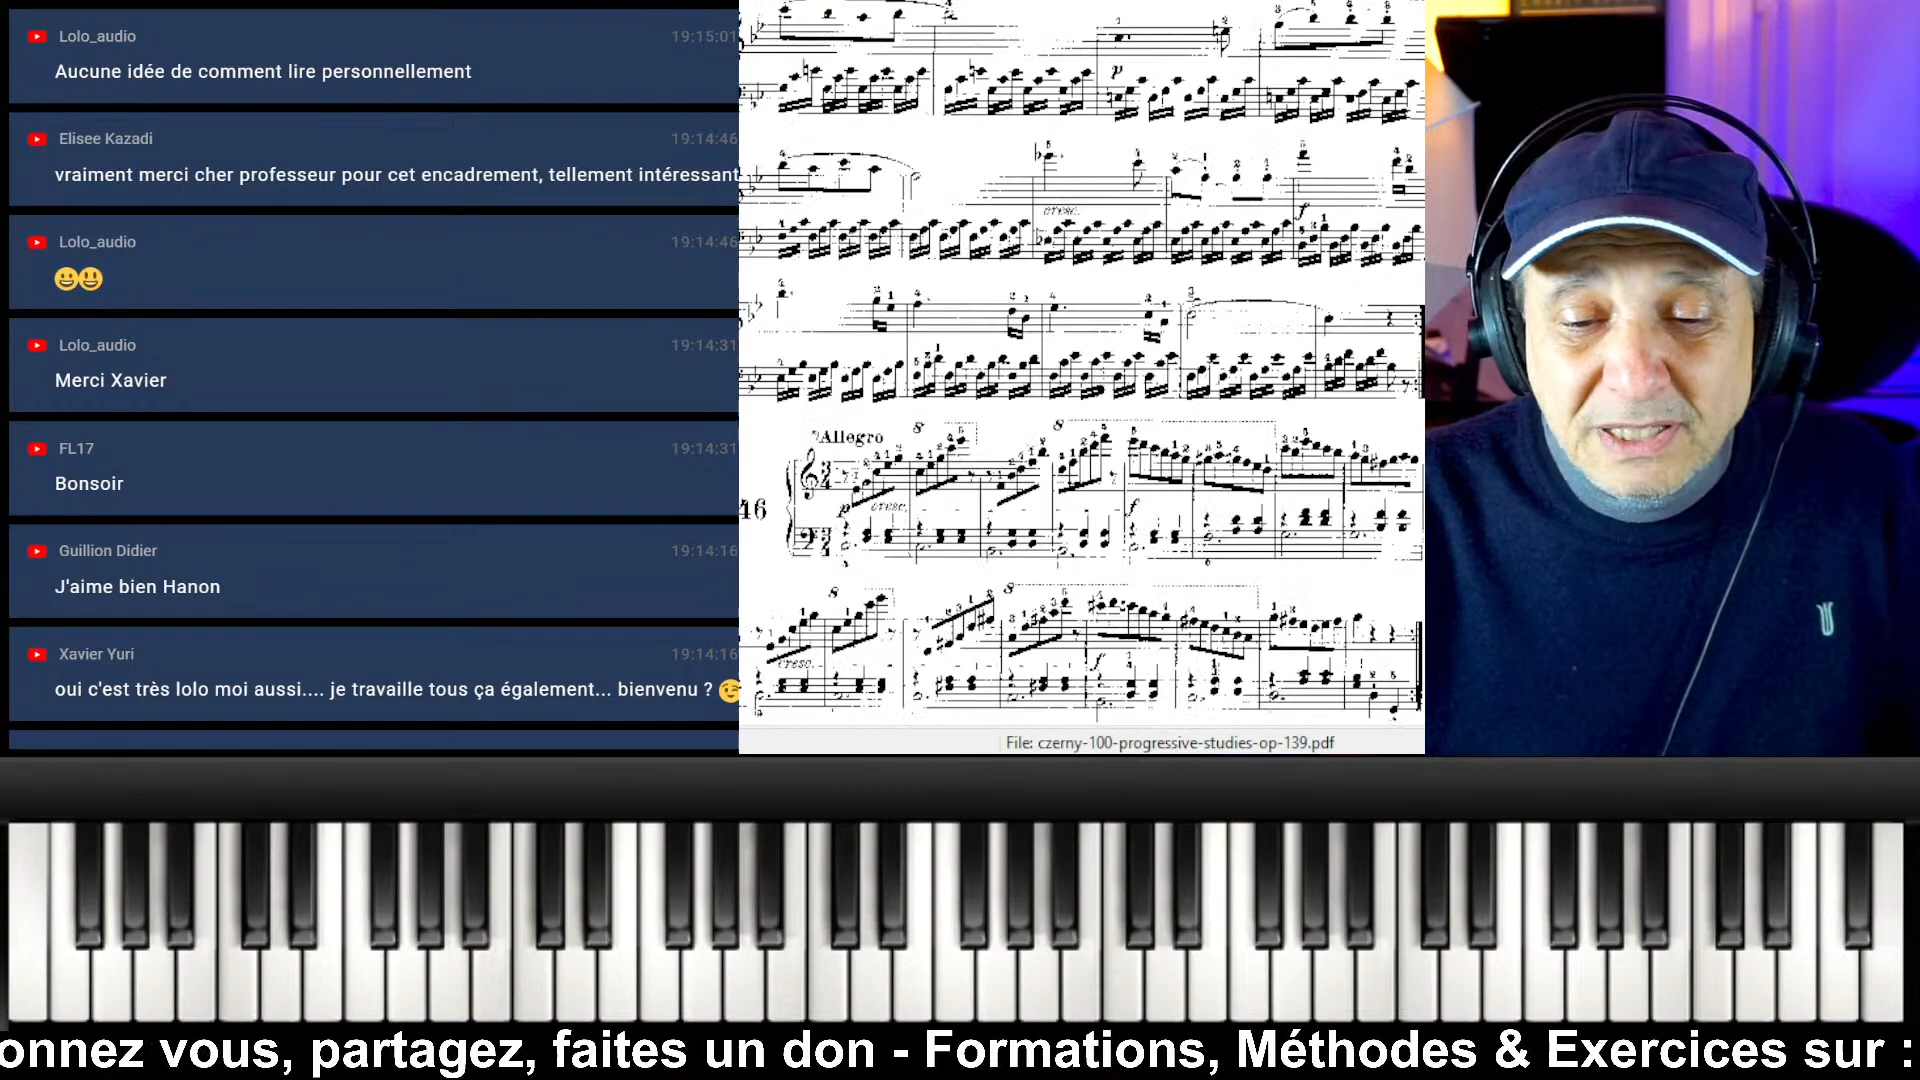 Lolo_audio 19:15:01
Aucune idée de comment lire personnellement
Elisee Kazadi 19:14:46
vraiment merci cher professeur pour cet encadrement, tellement intéressant
Lolo_audio 19:14:46
😀😃
Lolo_audio 19:14:31
Merci Xavier
FL17 19:14:31
Bonsoir
Guillion Didier 19:14:16
J'aime bien Hanon
Xavier Yuri 19:14:16
oui c'est très lolo moi aussi.... je travaille tous ça également... bienvenu ? 😉
p
cresc.
f
Allegro
46
p cresc. f
cresc. f
File: czerny-100-progressive-studies-op-139.pdf
onnez vous, partagez, faites un don - Formations, Méthodes & Exercices sur :